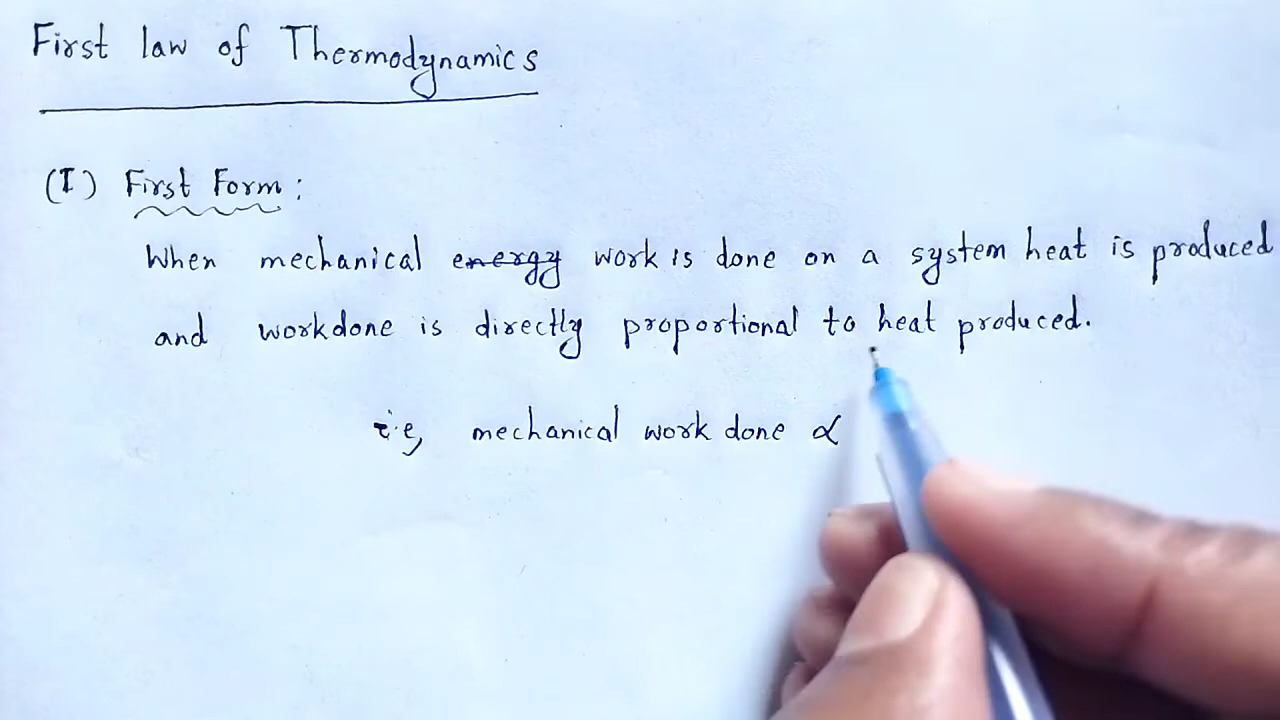 First law of Thermodynamics
(I) First Form:
When mechanical energy work is done on a system heat is produced
and workdone is directly proportional to heat produced.
i.e, mechanical work done ∝